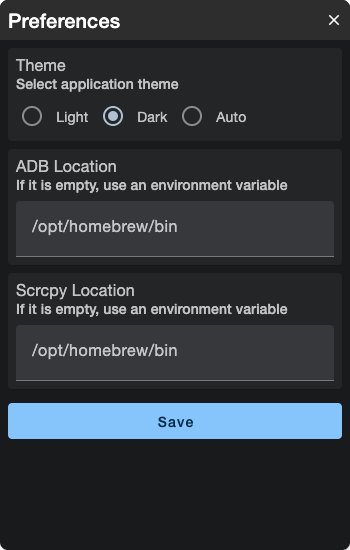 Preferences
Theme
Select application theme
Light Dark Auto
ADB Location
If it is empty, use an environment variable
/opt/homebrew/bin
Scrcpy Location
If it is empty, use an environment variable
/opt/homebrew/bin
Save